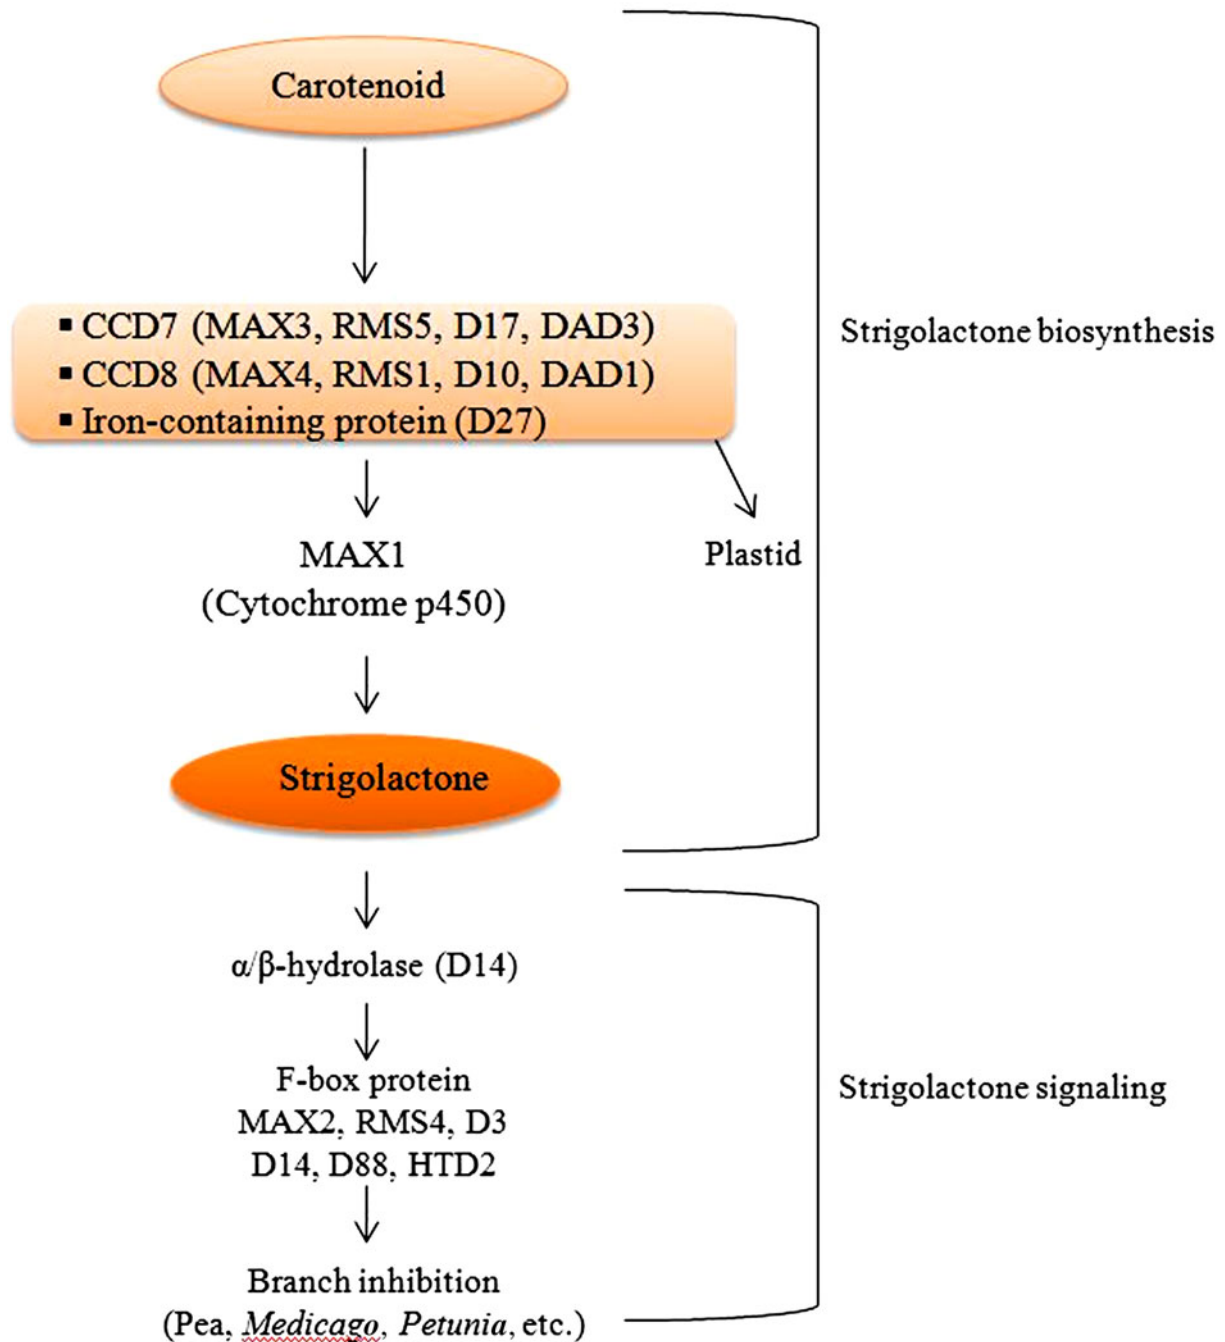 Carotenoid
▪ CCD7 (MAX3, RMS5, D17, DAD3)
▪ CCD8 (MAX4, RMS1, D10, DAD1)
▪ Iron-containing protein (D27)
Strigolactone biosynthesis
MAX1
(Cytochrome p450)
Plastid
Strigolactone
α/β-hydrolase (D14)
F-box protein
MAX2, RMS4, D3
D14, D88, HTD2
Strigolactone signaling
Branch inhibition
(Pea, Medicago, Petunia, etc.)